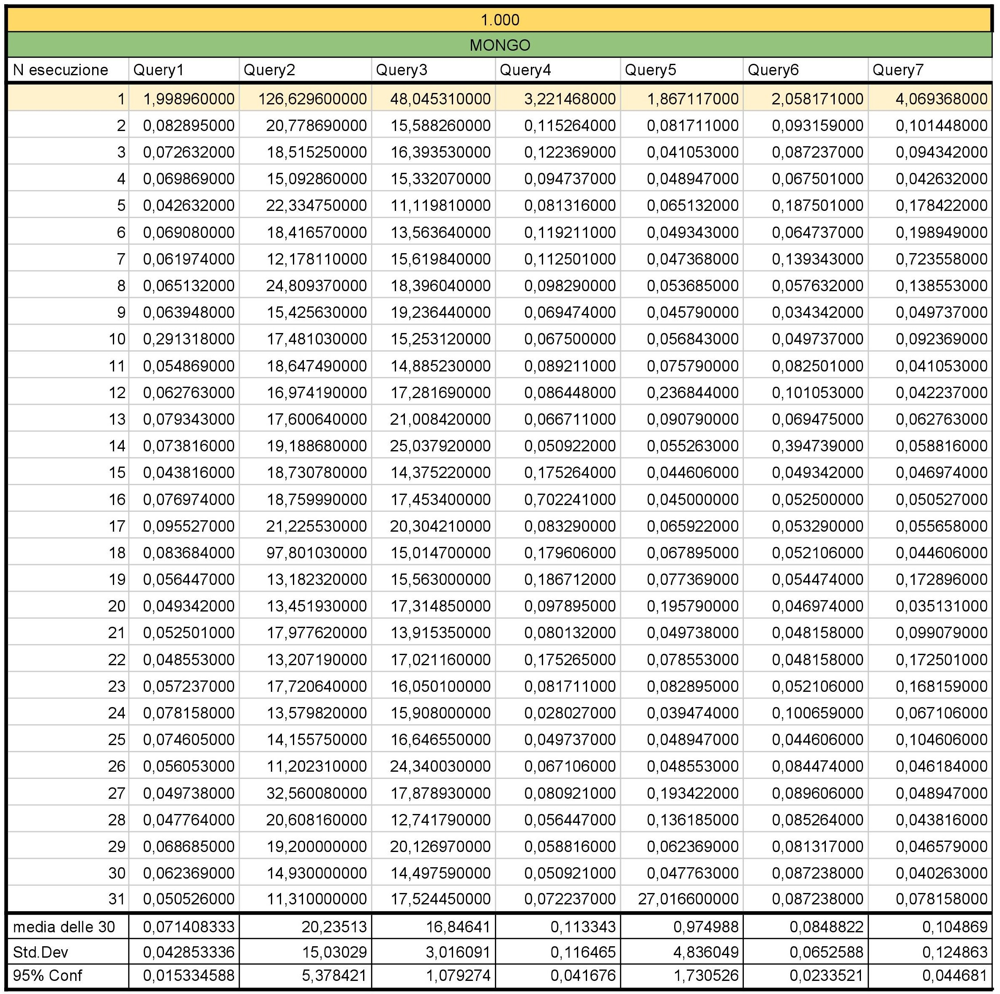 1.000
MONGO
N esecuzione Query1 Query2 Query3 Query4 Query5 Query6 Query7
1 1,998960000 126,629600000 48,045310000 3,221468000 1,867117000 2,058171000 4,069368000
2 0,082895000 20,778690000 15,588260000 0,115264000 0,081711000 0,093159000 0,101448000
3 0,072632000 18,515250000 16,393530000 0,122369000 0,041053000 0,087237000 0,094342000
4 0,069869000 15,092860000 15,332070000 0,094737000 0,048947000 0,067501000 0,042632000
5 0,042632000 22,334750000 11,119810000 0,081316000 0,065132000 0,187501000 0,178422000
6 0,069080000 18,416570000 13,563640000 0,119211000 0,049343000 0,064737000 0,198949000
7 0,061974000 12,178110000 15,619840000 0,112501000 0,047368000 0,139343000 0,723558000
8 0,065132000 24,809370000 18,396040000 0,098290000 0,053685000 0,057632000 0,138553000
9 0,063948000 15,425630000 19,236440000 0,069474000 0,045790000 0,034342000 0,049737000
10 0,291318000 17,481030000 15,253120000 0,067500000 0,056843000 0,049737000 0,092369000
11 0,054869000 18,647490000 14,885230000 0,089211000 0,075790000 0,082501000 0,041053000
12 0,062763000 16,974190000 17,281690000 0,086448000 0,236844000 0,101053000 0,042237000
13 0,079343000 17,600640000 21,008420000 0,066711000 0,090790000 0,069475000 0,062763000
14 0,073816000 19,188680000 25,037920000 0,050922000 0,055263000 0,394739000 0,058816000
15 0,043816000 18,730780000 14,375220000 0,175264000 0,044606000 0,049342000 0,046974000
16 0,076974000 18,759990000 17,453400000 0,702241000 0,045000000 0,052500000 0,050527000
17 0,095527000 21,225530000 20,304210000 0,083290000 0,065922000 0,053290000 0,055658000
18 0,083684000 97,801030000 15,014700000 0,179606000 0,067895000 0,052106000 0,044606000
19 0,056447000 13,182320000 15,563000000 0,186712000 0,077369000 0,054474000 0,172896000
20 0,049342000 13,451930000 17,314850000 0,097895000 0,195790000 0,046974000 0,035131000
21 0,052501000 17,977620000 13,915350000 0,080132000 0,049738000 0,048158000 0,099079000
22 0,048553000 13,207190000 17,021160000 0,175265000 0,078553000 0,048158000 0,172501000
23 0,057237000 17,720640000 16,050100000 0,081711000 0,082895000 0,052106000 0,168159000
24 0,078158000 13,579820000 15,908000000 0,028027000 0,039474000 0,100659000 0,067106000
25 0,074605000 14,155750000 16,646550000 0,049737000 0,048947000 0,044606000 0,104606000
26 0,056053000 11,202310000 24,340030000 0,067106000 0,048553000 0,084474000 0,046184000
27 0,049738000 32,560080000 17,878930000 0,080921000 0,193422000 0,089606000 0,048947000
28 0,047764000 20,608160000 12,741790000 0,056447000 0,136185000 0,085264000 0,043816000
29 0,068685000 19,200000000 20,126970000 0,058816000 0,062369000 0,081317000 0,046579000
30 0,062369000 14,930000000 14,497590000 0,050921000 0,047763000 0,087238000 0,040263000
31 0,050526000 11,310000000 17,524450000 0,072237000 27,016600000 0,087238000 0,078158000
media delle 30 0,071408333 20,23513 16,84641 0,113343 0,974988 0,0848822 0,104869
Std.Dev 0,042853336 15,03029 3,016091 0,116465 4,836049 0,0652588 0,124863
95% Conf 0,015334588 5,378421 1,079274 0,041676 1,730526 0,0233521 0,044681